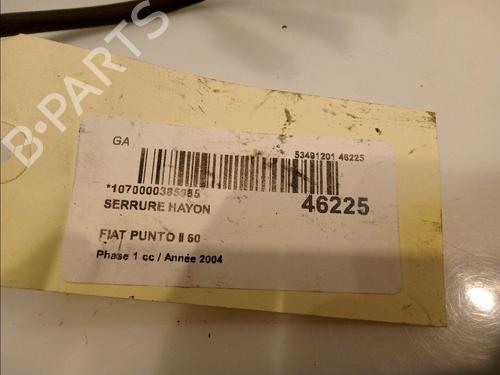 B-PARTS
GA
53491201 46225
*1070000385985
SERRURE HAYON
46225
FIAT PUNTO II 60
Phase 1 cc / Année 2004